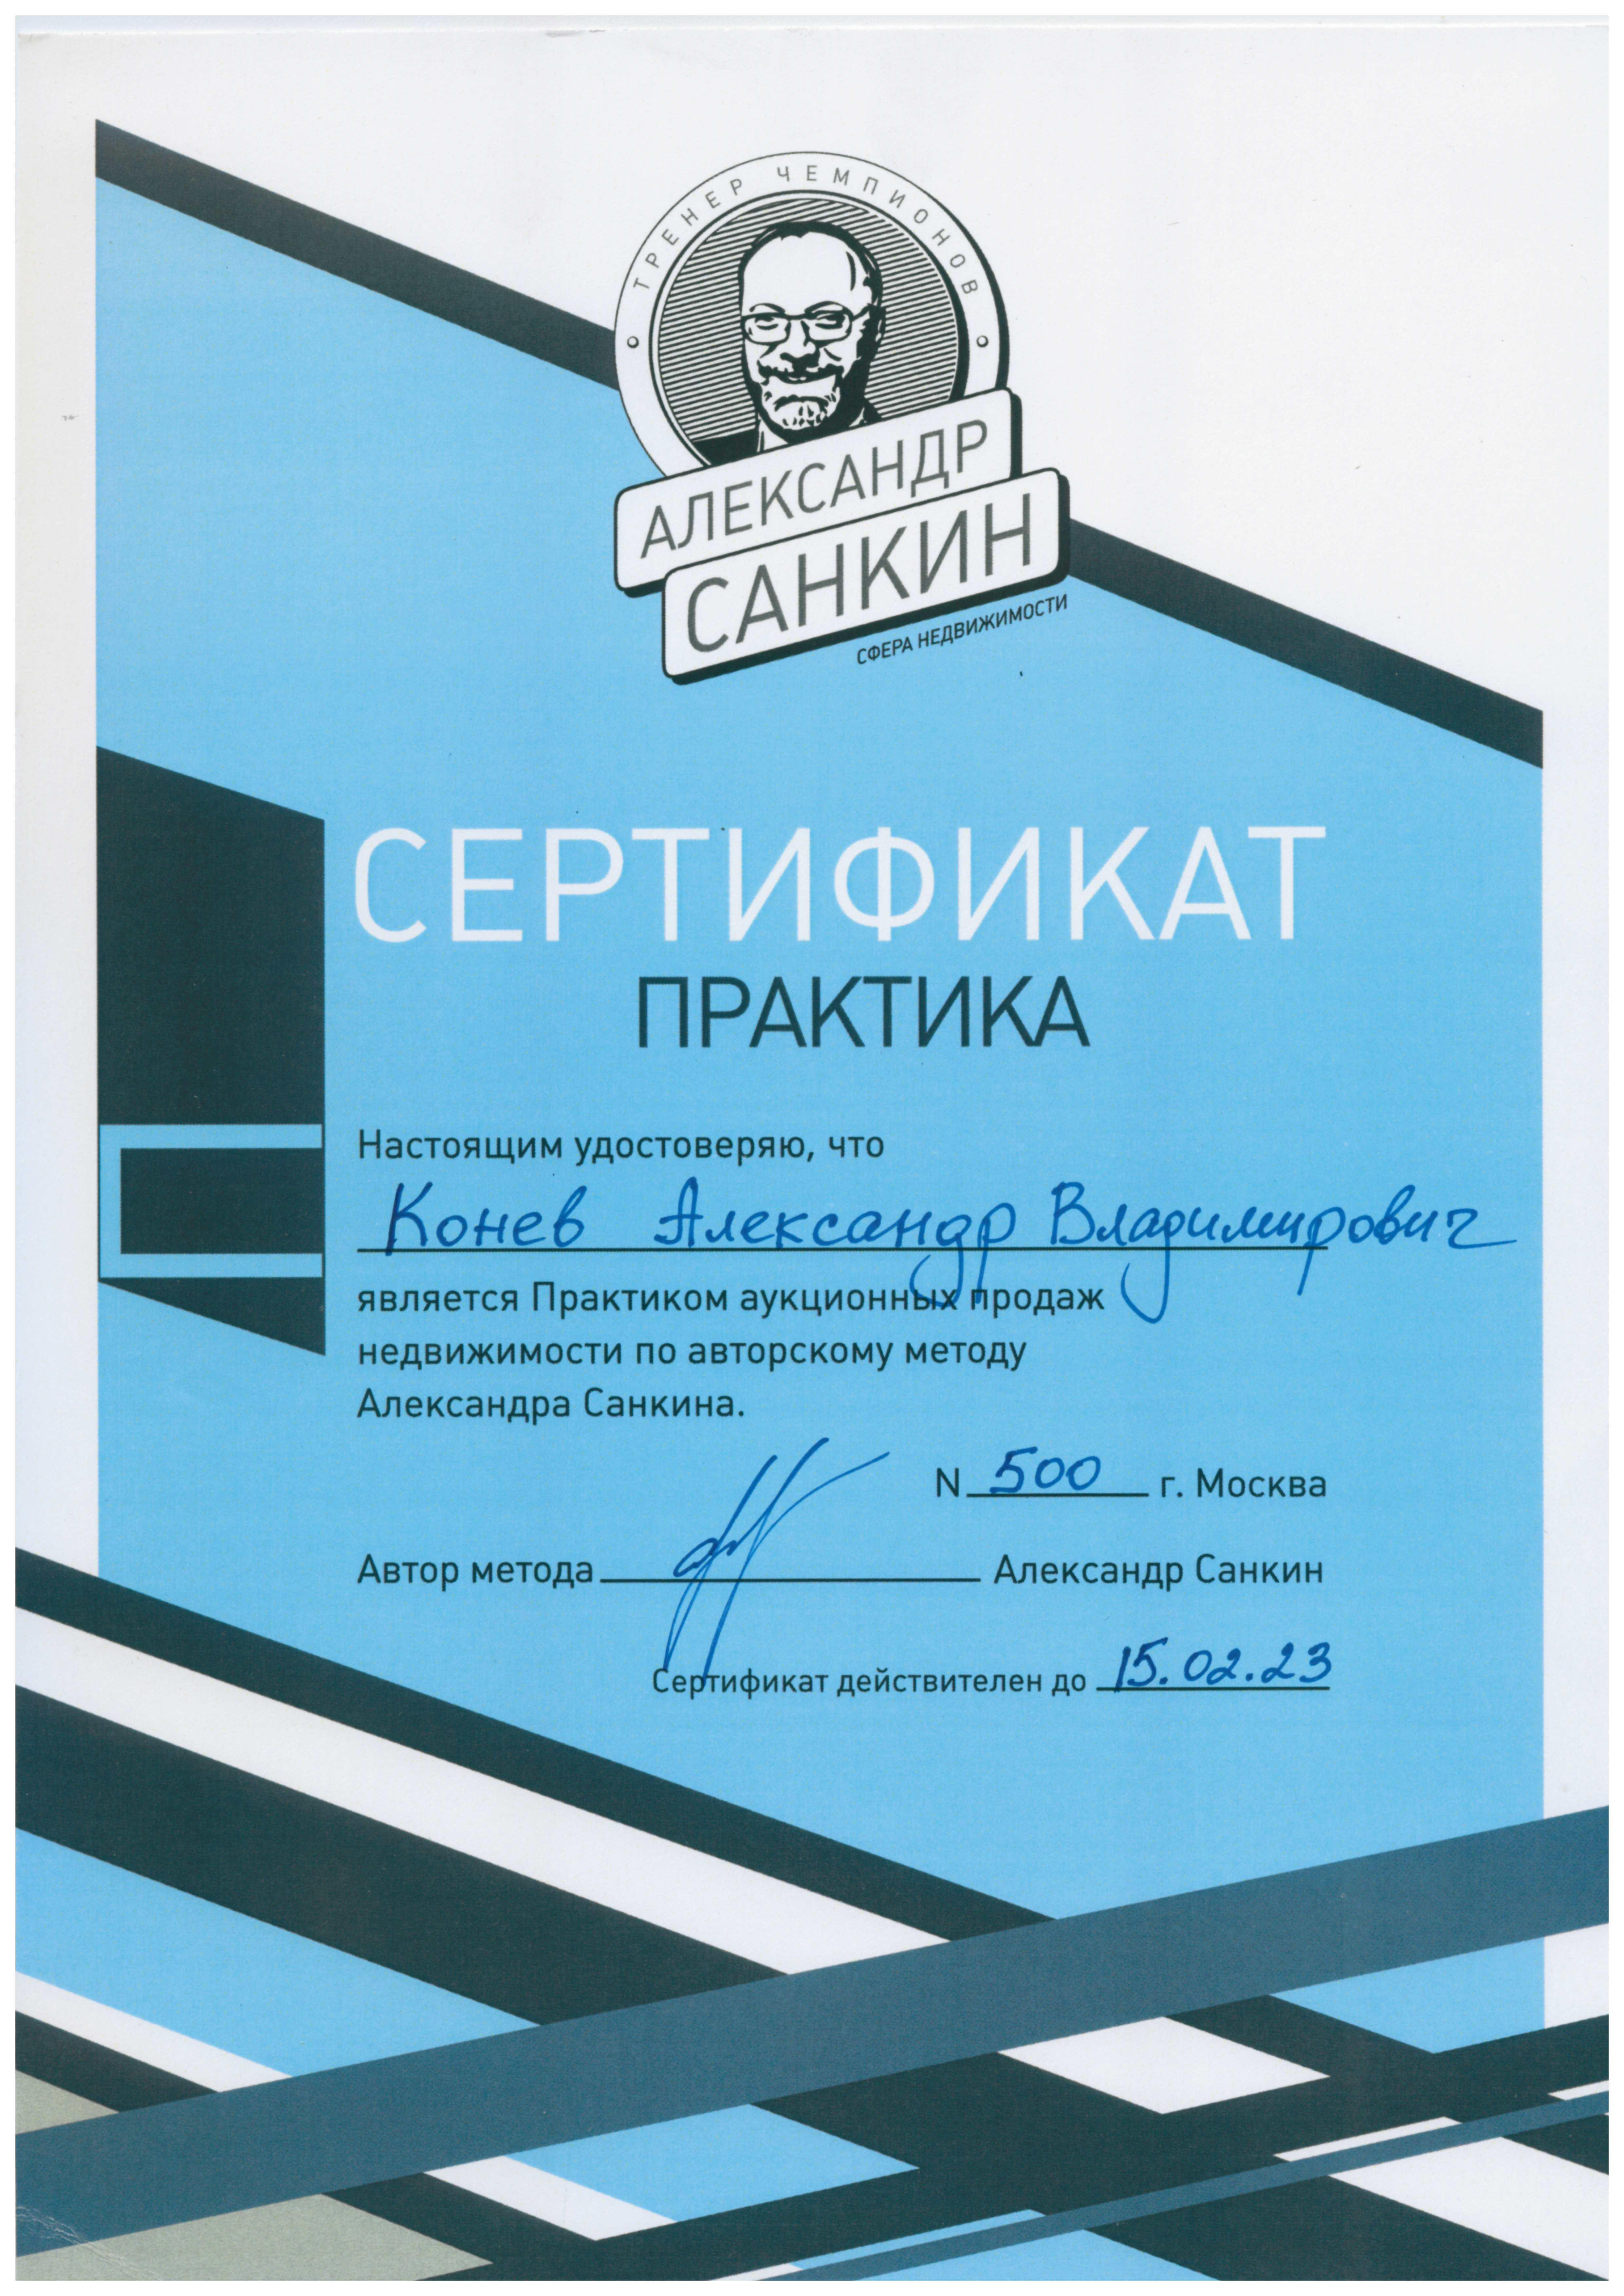 ТРЕНЕР ЧЕМПИОНОВ
АЛЕКСАНДР
САНКИН
СФЕРА НЕДВИЖИМОСТИ
СЕРТИФИКАТ
ПРАКТИКА
П
Настоящим удостоверяю, что
Конев Александр Владимирович
является Практиком аукционных продаж
недвижимости по авторскому методу
Александра Санкина.
N 500 г. Москва
Автор метода Александр Санкин
Сертификат действителен до 15.02.23